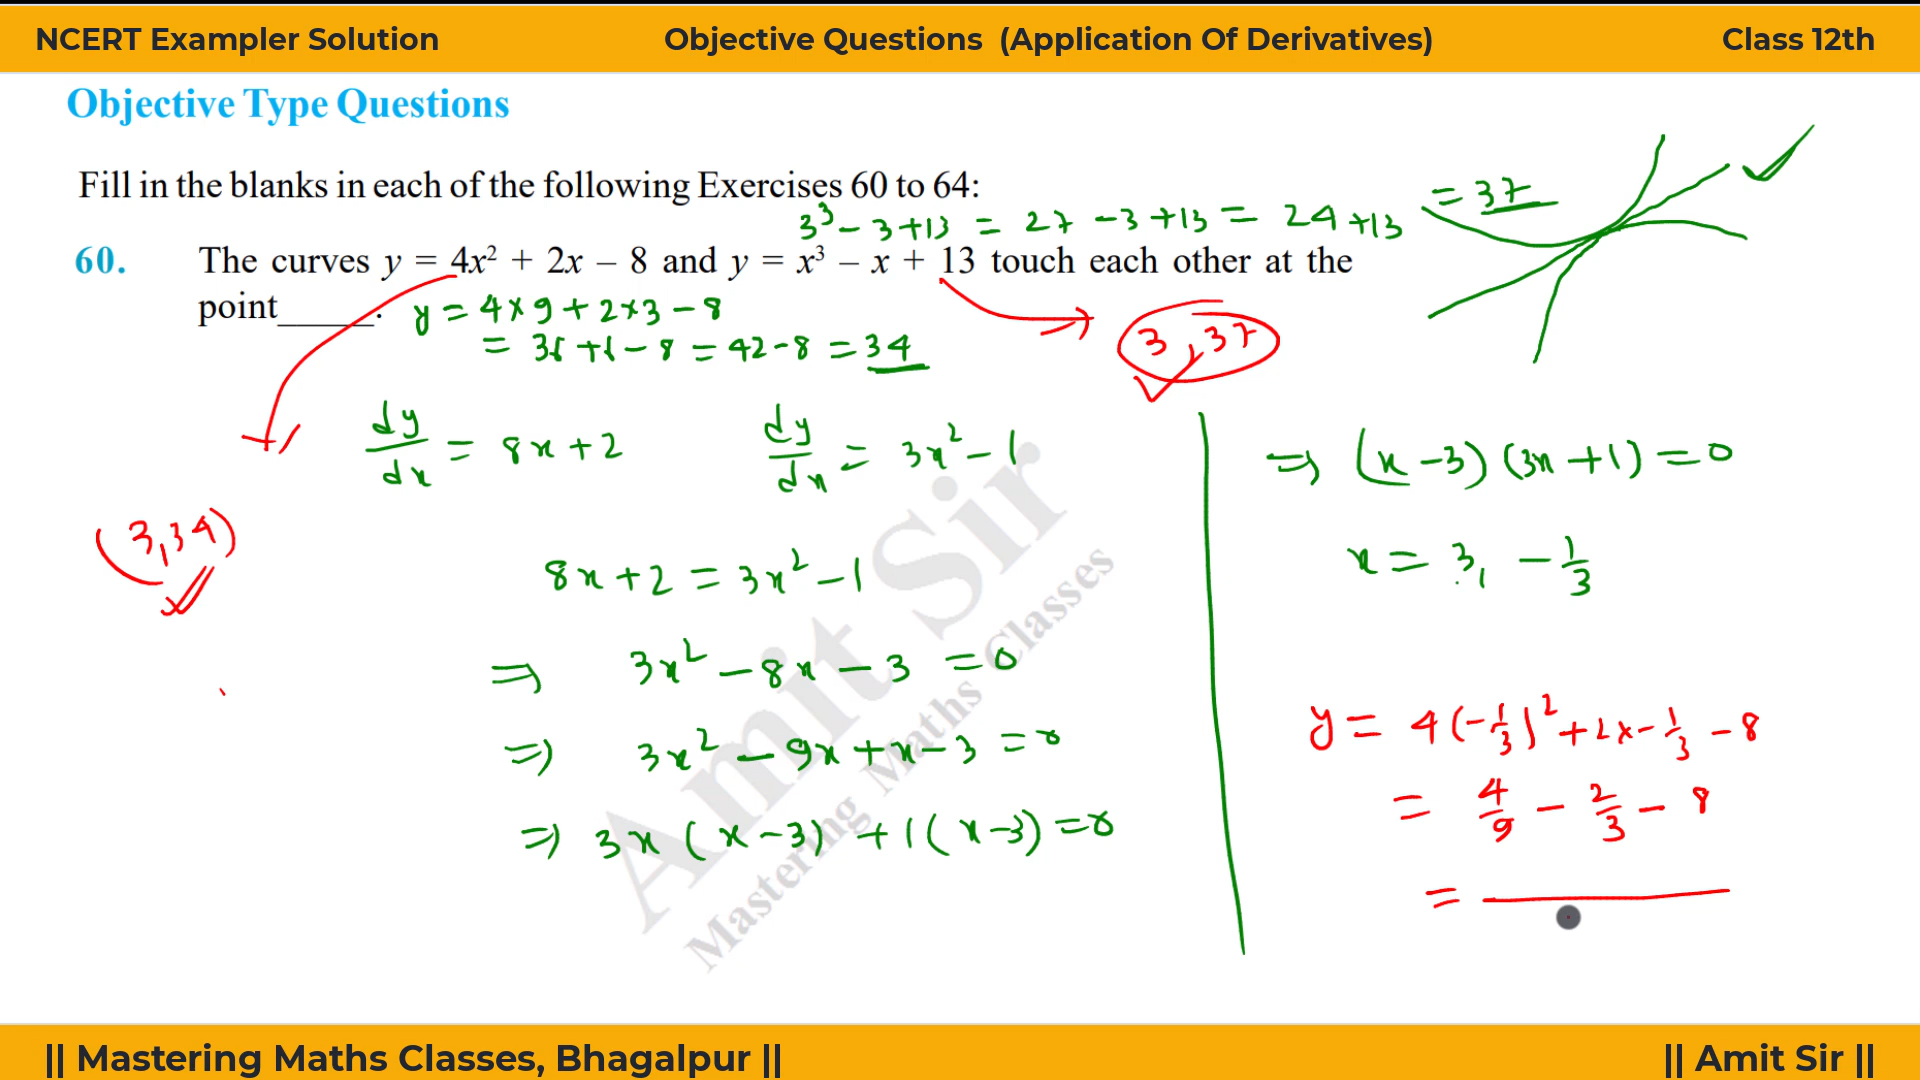 NCERT Exampler Solution Objective Questions (Application Of Derivatives) Class 12th
Objective Type Questions
Fill in the blanks in each of the following Exercises 60 to 64:
3³ - 3 + 13 = 27 - 3 + 13 = 24 + 13 = 37
60. The curves y = 4x² + 2x – 8 and y = x³ – x + 13 touch each other at the
point_____.
y = 4 × 9 + 2 × 3 - 8
= 36 + 6 - 8 = 42 - 8 = 34
3, 37
dy/dx = 8x + 2
dy/dx = 3x² - 1
(3, 34)
8x + 2 = 3x² - 1
⇒ 3x² - 8x - 3 = 0
⇒ 3x² - 9x + x - 3 = 0
⇒ 3x (x - 3) + 1 (x - 3) = 0
⇒ (x - 3) (3x + 1) = 0
x = 3, - 1/3
y = 4 (-1/3)² + 2 x - 1/3 - 8
= 4/9 - 2/3 - 8
=
Amit Sir
Mastering Maths Classes
|| Mastering Maths Classes, Bhagalpur || || Amit Sir ||